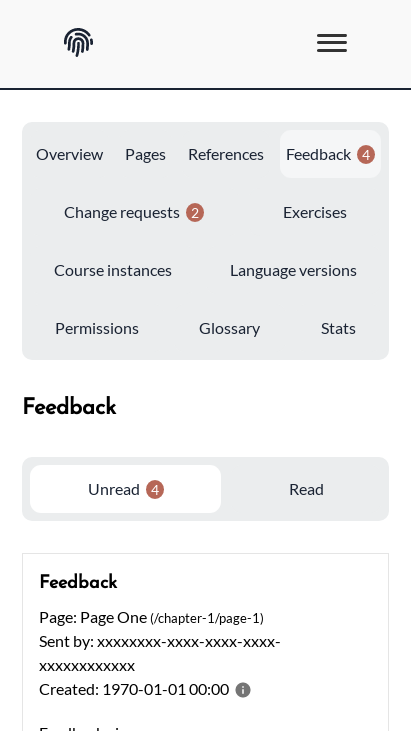 Overview Pages References Feedback 4
Change requests 2 Exercises
Course instances Language versions
Permissions Glossary Stats
Feedback
Unread 4 Read
Feedback
Page: Page One (/chapter-1/page-1)
Sent by: xxxxxxxx-xxxx-xxxx-xxxx-
xxxxxxxxxxxx
Created: 1970-01-01 00:00